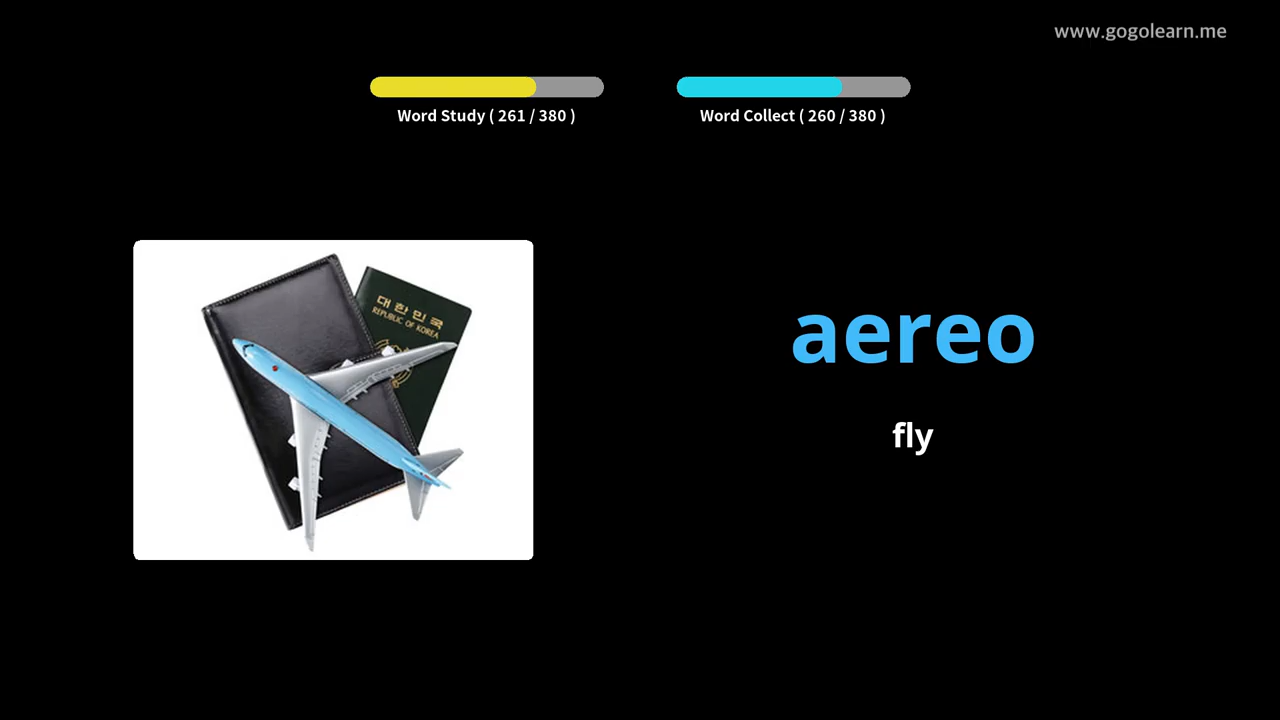 www.gogolearn.me
Word Study ( 261 / 380 )
Word Collect ( 260 / 380 )
대한민국
REPUBLIC OF KOREA
aereo
fly